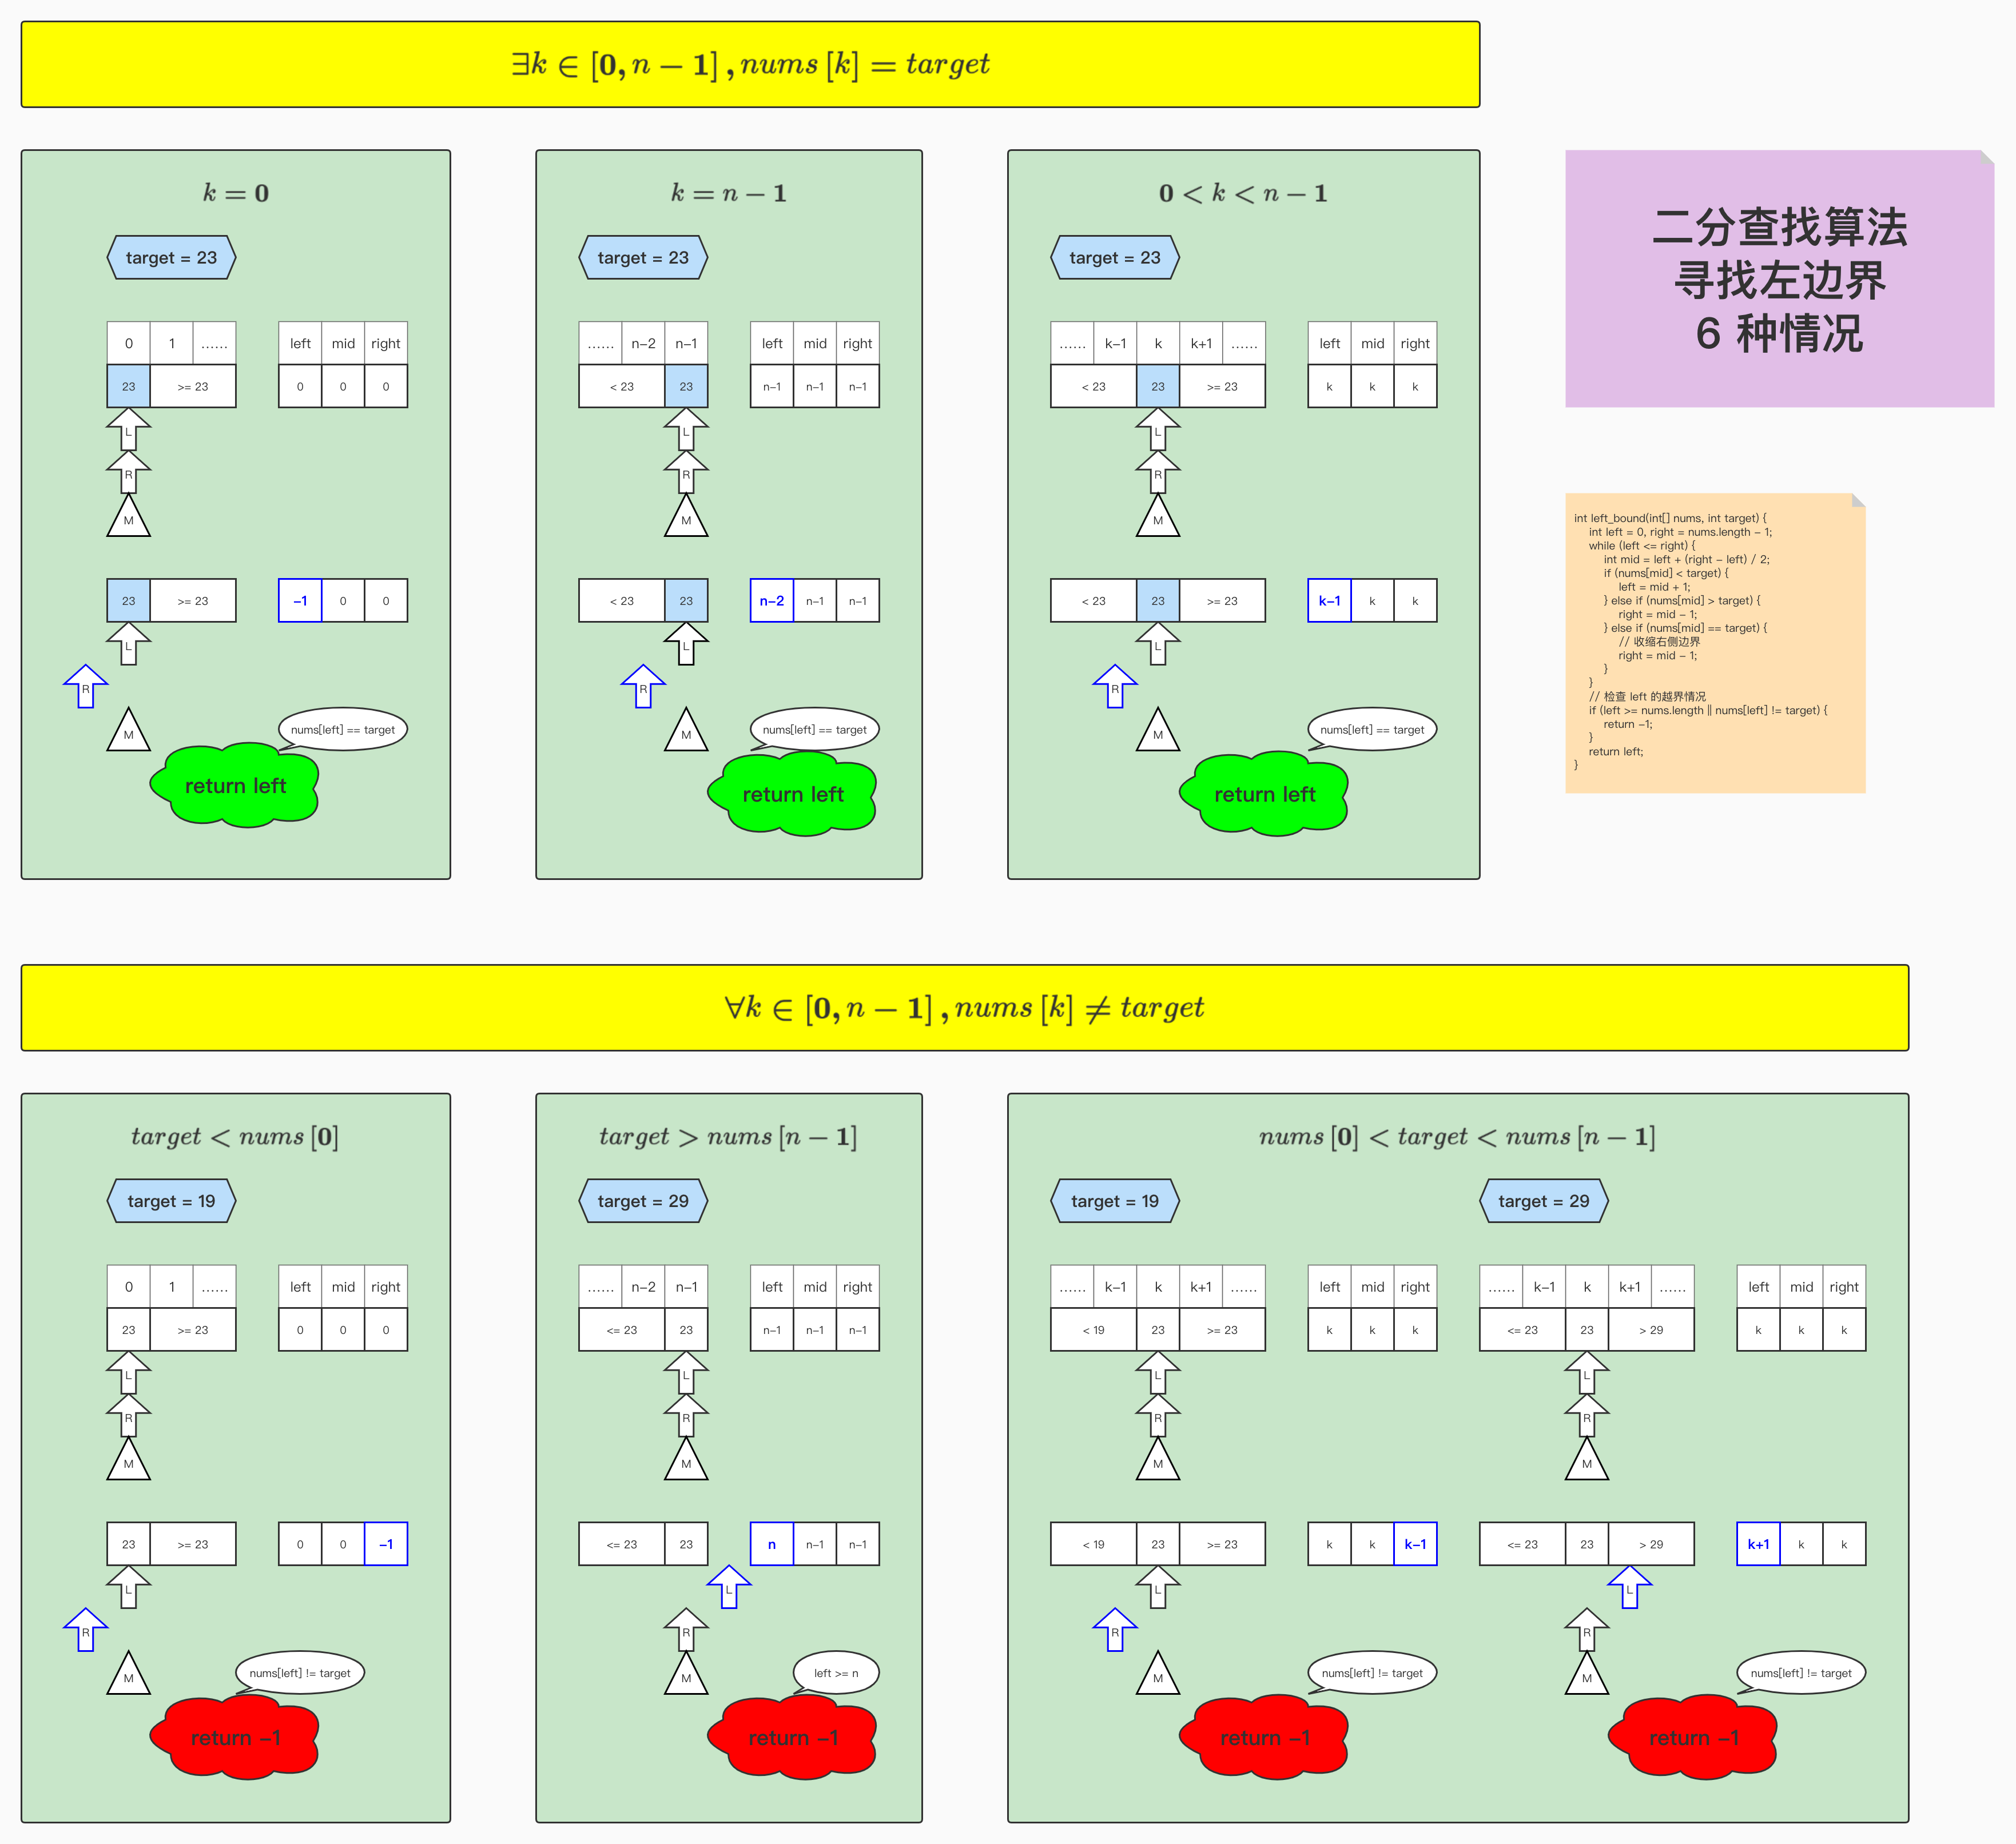 ∃k ∈ [0, n − 1] , nums [k] = target
k = 0
target = 23
0 1 ......
23 >= 23
left mid right
0 0 0
L
R
M
23 >= 23
-1 0 0
L
R
M
nums[left] == target
return left
k = n − 1
target = 23
...... n-2 n-1
< 23 23
left mid right
n-1 n-1 n-1
L
R
M
< 23 23
n-2 n-1 n-1
L
R
M
nums[left] == target
return left
0 < k < n − 1
target = 23
...... k-1 k k+1 ......
< 23 23 >= 23
left mid right
k k k
L
R
M
< 23 23 >= 23
k-1 k k
L
R
M
nums[left] == target
return left
二分查找算法
寻找左边界
6 种情况
int left_bound(int[] nums, int target) {
int left = 0, right = nums.length - 1;
while (left <= right) {
int mid = left + (right - left) / 2;
if (nums[mid] < target) {
left = mid + 1;
} else if (nums[mid] > target) {
right = mid - 1;
} else if (nums[mid] == target) {
// 收缩右侧边界
right = mid - 1;
}
}
// 检查 left 的越界情况
if (left >= nums.length || nums[left] != target) {
return -1;
}
return left;
}
∀k ∈ [0, n − 1] , nums [k] ≠ target
target < nums [0]
target = 19
0 1 ......
23 >= 23
left mid right
0 0 0
L
R
M
23 >= 23
0 0 -1
L
R
M
nums[left] != target
return -1
target > nums [n − 1]
target = 29
...... n-2 n-1
<= 23 23
left mid right
n-1 n-1 n-1
L
R
M
<= 23 23
n n-1 n-1
L
R
M
left >= n
return -1
nums [0] < target < nums [n − 1]
target = 19
...... k-1 k k+1 ......
< 19 23 >= 23
left mid right
k k k
L
R
M
< 19 23 >= 23
k k k-1
L
R
M
nums[left] != target
return -1
target = 29
...... k-1 k k+1 ......
<= 23 23 > 29
left mid right
k k k
L
R
M
<= 23 23 > 29
k+1 k k
L
R
M
nums[left] != target
return -1